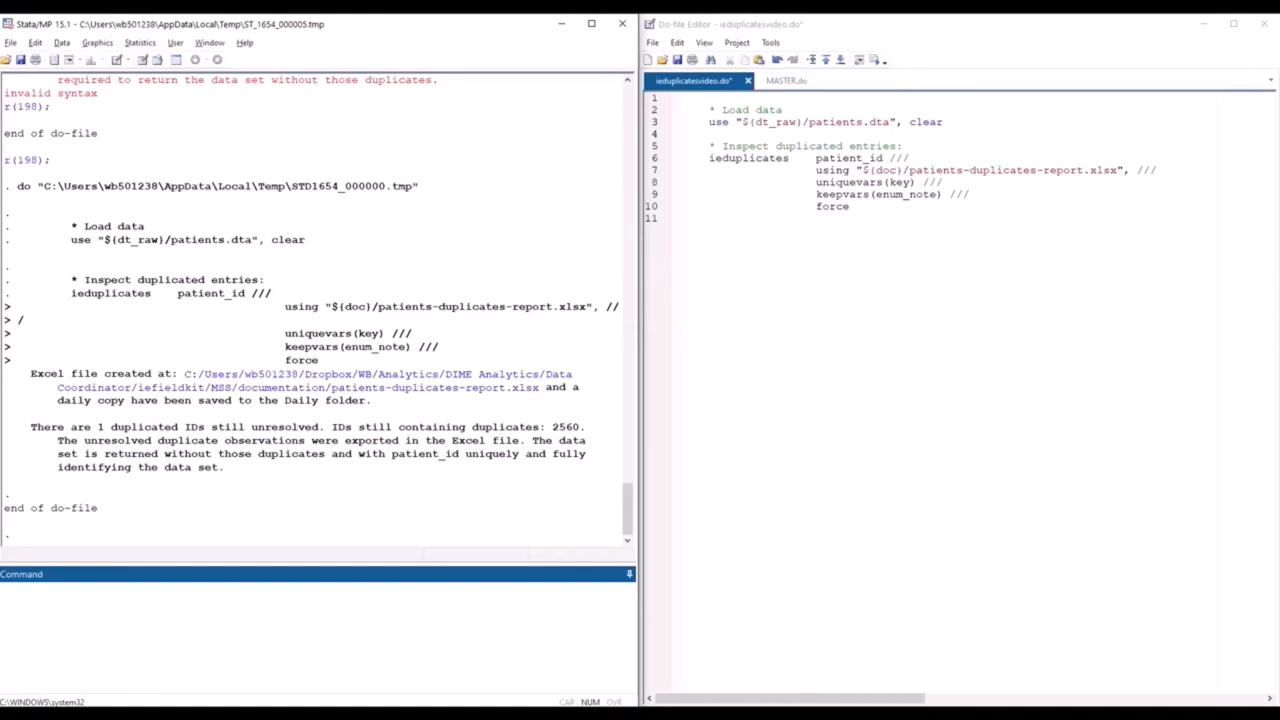 Stata/MP 15.1 - C:\Users\wb501238\AppData\Local\Temp\ST_1654_000005.tmp
File Edit Data Graphics Statistics User Window Help
required to return the data set without those duplicates.
invalid syntax
r(198);
end of do-file
r(198);
. do "C:\Users\wb501238\AppData\Local\Temp\STD1654_000000.tmp"
.
. * Load data
. use "${dt_raw}/patients.dta", clear
.
. * Inspect duplicated entries:
. ieduplicates patient_id ///
> using "${doc}/patients-duplicates-report.xlsx", //
> /
> uniquevars(key) ///
> keepvars(enum_note) ///
> force
Excel file created at: C:/Users/wb501238/Dropbox/WB/Analytics/DIME Analytics/Data
Coordinator/iefieldkit/MSS/documentation/patients-duplicates-report.xlsx and a
daily copy have been saved to the Daily folder.
There are 1 duplicated IDs still unresolved. IDs still containing duplicates: 2560.
The unresolved duplicate observations were exported in the Excel file. The data
set is returned without those duplicates and with patient_id uniquely and fully
identifying the data set.
.
end of do-file
.
Command
C:\WINDOWS\system32
CAP NUM OVR
Do-file Editor - ieduplicatesvideo.do*
File Edit View Project Tools
ieduplicatesvideo.do* MASTER.do
1
2 * Load data
3 use "${dt_raw}/patients.dta", clear
4
5 * Inspect duplicated entries:
6 ieduplicates patient_id ///
7 using "${doc}/patients-duplicates-report.xlsx", ///
8 uniquevars(key) ///
9 keepvars(enum_note) ///
10 force
11